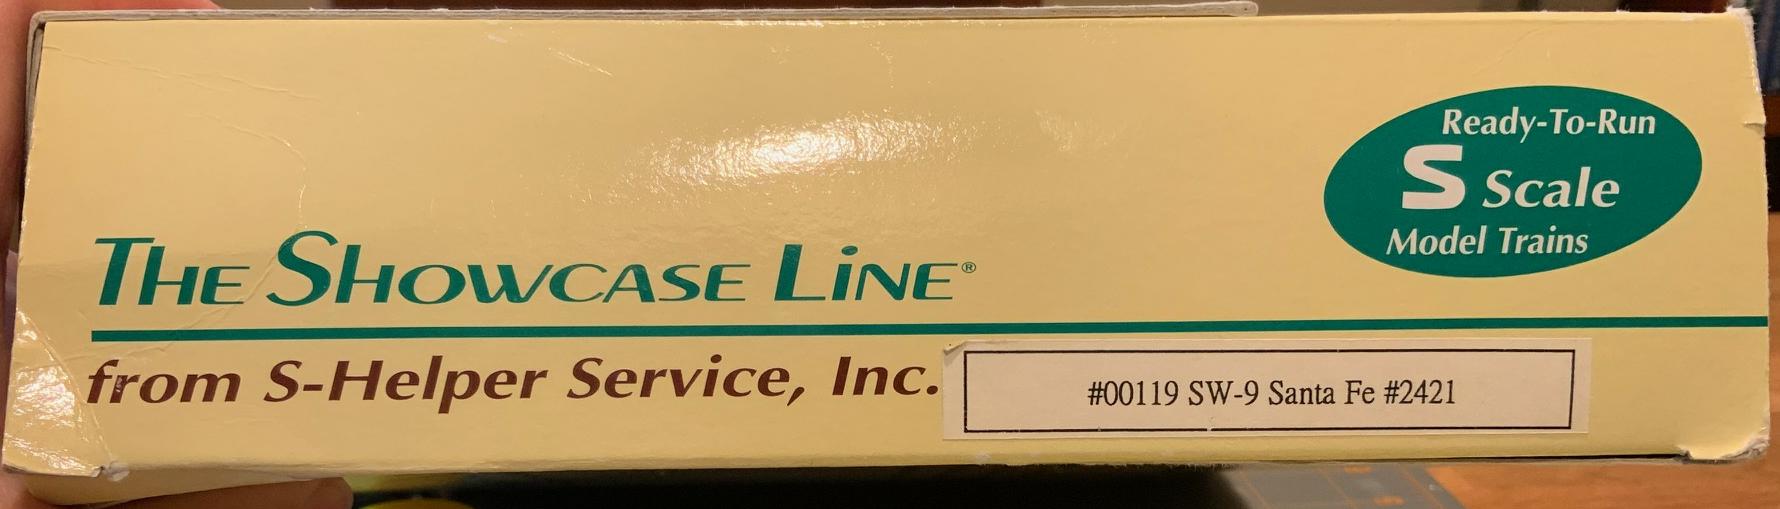 Ready-To-Run
S Scale
Model Trains
The Showcase Line®
from S-Helper Service, Inc.
#00119 SW-9 Santa Fe #2421